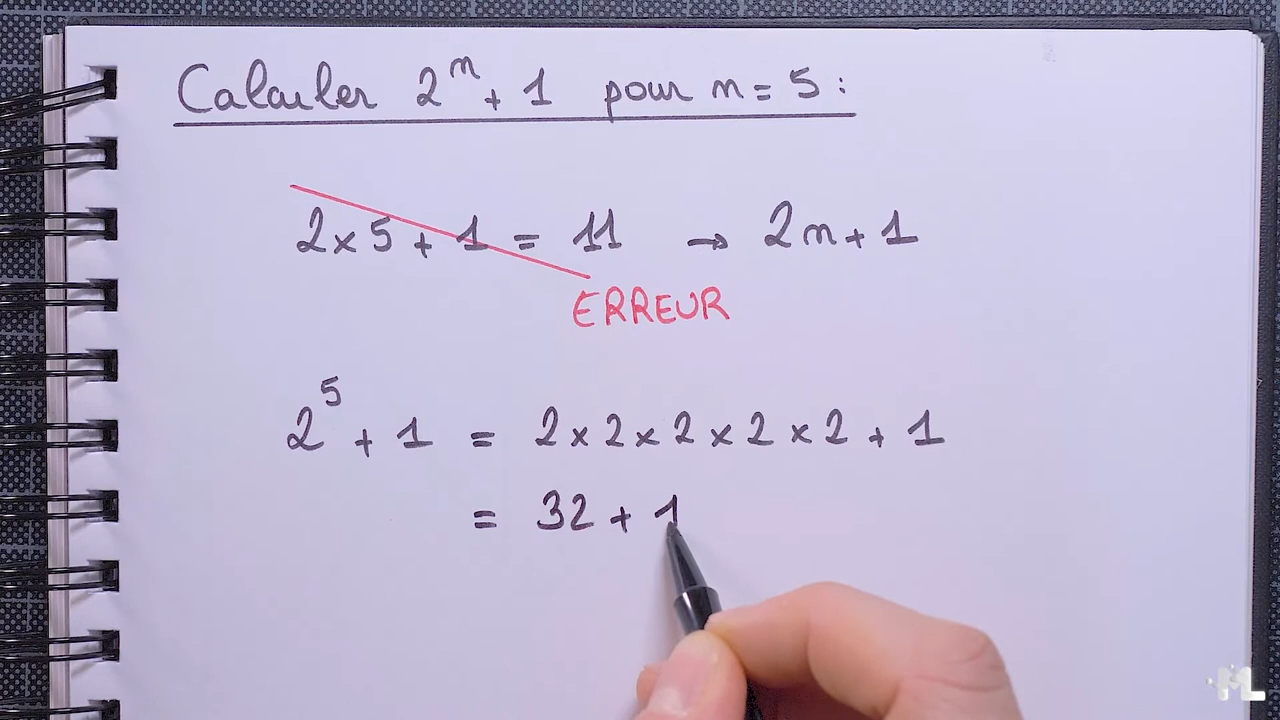 Calculer 2ⁿ + 1 pour n = 5 :
2 × 5 + 1 = 11 → 2n + 1
ERREUR
2⁵ + 1 = 2 × 2 × 2 × 2 × 2 + 1
= 32 + 1
ML